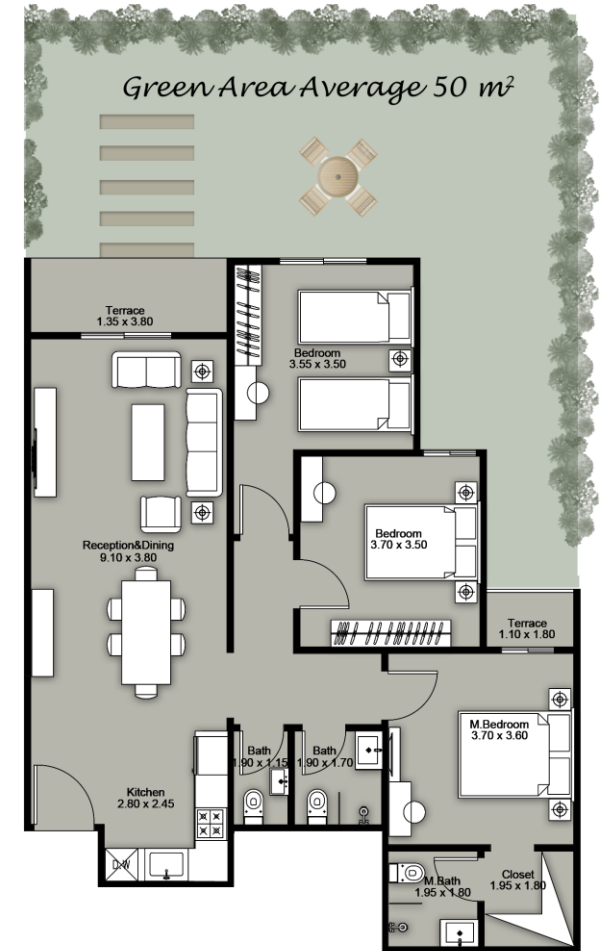 Green Area Average 50 m²
Terrace
1.35 x 3.80
Bedroom
3.55 x 3.50
Bedroom
3.70 x 3.50
Reception&Dining
9.10 x 3.80
Terrace
1.10 x 1.80
M.Bedroom
3.70 x 3.60
Bath
1.90 x 1.15
Bath
1.90 x 1.70
Kitchen
2.80 x 2.45
D.W
M.Bath
1.95 x 1.80
Closet
1.95 x 1.80